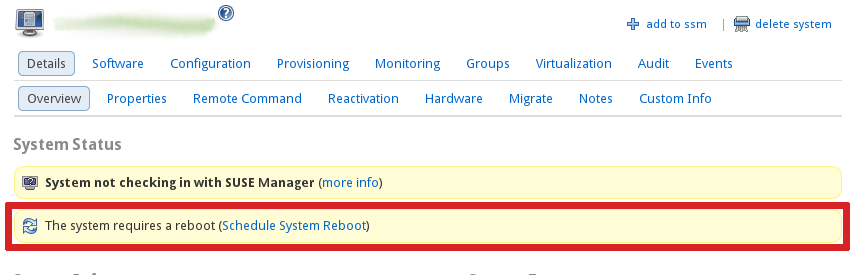 ?
add to ssm | delete system
Details Software Configuration Provisioning Monitoring Groups Virtualization Audit Events
Overview Properties Remote Command Reactivation Hardware Migrate Notes Custom Info
System Status
System not checking in with SUSE Manager (more info)
The system requires a reboot (Schedule System Reboot)